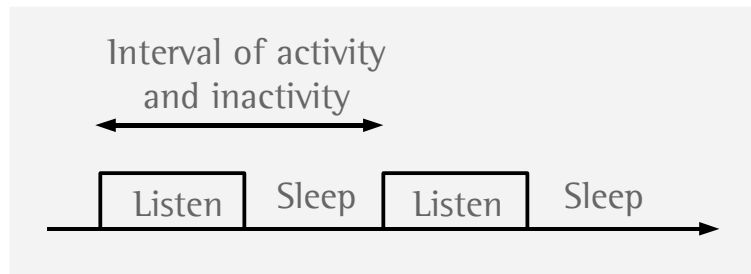 Interval of activity
and inactivity
Listen Sleep Listen Sleep